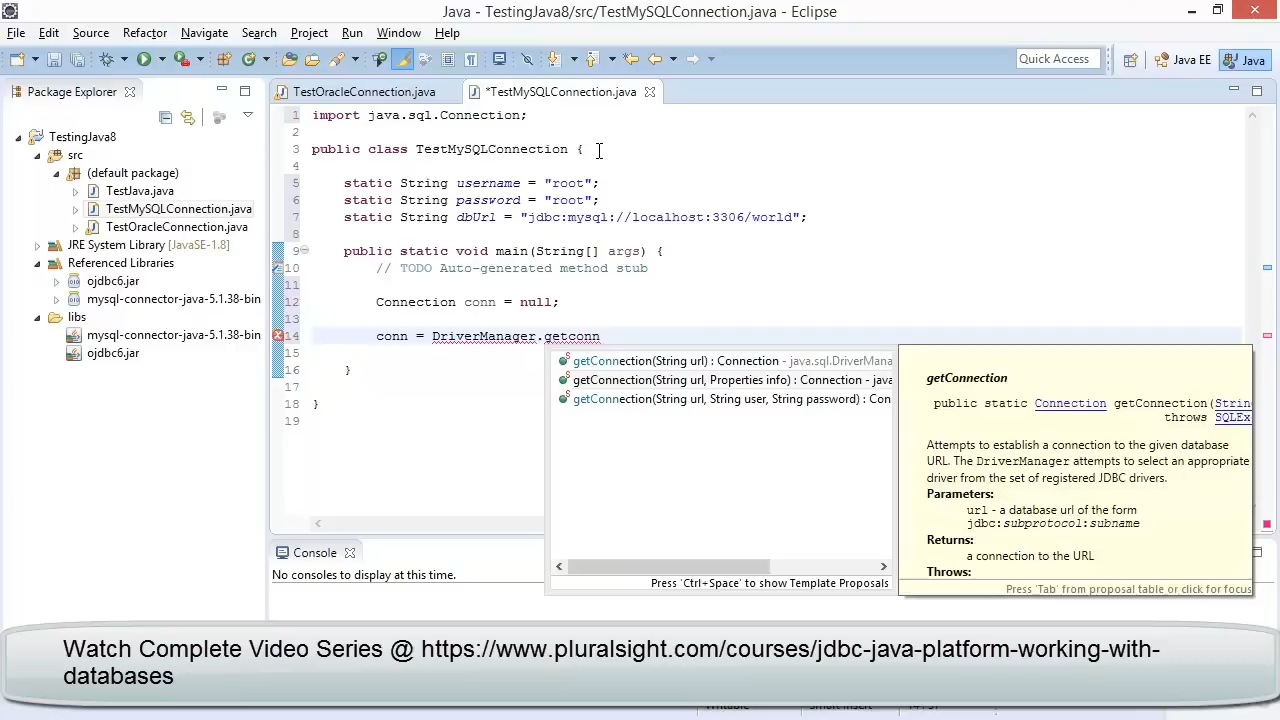 Java - TestingJava8/src/TestMySQLConnection.java - Eclipse
File Edit Source Refactor Navigate Search Project Run Window Help
Quick Access Java EE Java
Package Explorer
TestOracleConnection.java *TestMySQLConnection.java
TestingJava8
src
(default package)
TestJava.java
TestMySQLConnection.java
TestOracleConnection.java
JRE System Library [JavaSE-1.8]
Referenced Libraries
ojdbc6.jar
mysql-connector-java-5.1.38-bin
libs
mysql-connector-java-5.1.38-bin
ojdbc6.jar
1 import java.sql.Connection;
2
3 public class TestMySQLConnection {
4
5 static String username = "root";
6 static String password = "root";
7 static String dbUrl = "jdbc:mysql://localhost:3306/world";
8
9 public static void main(String[] args) {
10 // TODO Auto-generated method stub
11
12 Connection conn = null;
13
14 conn = DriverManager.getconn
15
16 }
17
18 }
19
getConnection(String url) : Connection - java.sql.DriverMana
getConnection(String url, Properties info) : Connection - java
getConnection(String url, String user, String password) : Con
Press 'Ctrl+Space' to show Template Proposals
getConnection
public static Connection getConnection(Strin
throws SQLEx
Attempts to establish a connection to the given database
URL. The DriverManager attempts to select an appropriate
driver from the set of registered JDBC drivers.
Parameters:
url - a database url of the form
jdbc:subprotocol:subname
Returns:
a connection to the URL
Throws:
Press 'Tab' from proposal table or click for focus
Console
No consoles to display at this time.
Watch Complete Video Series @ https://www.pluralsight.com/courses/jdbc-java-platform-working-with-
databases